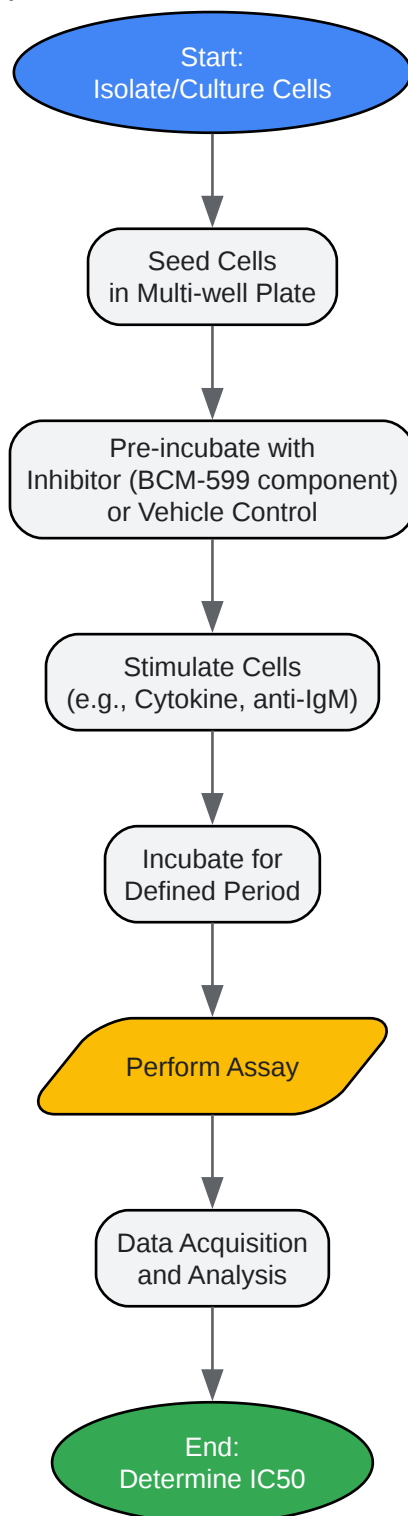 Start:
Isolate/Culture Cells
Seed Cells
in Multi-well Plate
Pre-incubate with
Inhibitor (BCM-599 component)
or Vehicle Control
Stimulate Cells
(e.g., Cytokine, anti-IgM)
Incubate for
Defined Period
Perform Assay
Data Acquisition
and Analysis
End:
Determine IC50